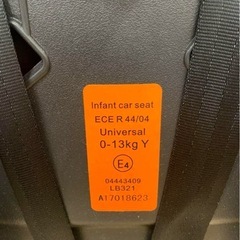 Infant car seat
ECE R 44/04
Universal
0-13kg Y
E4
04443409
LB321
A17018623